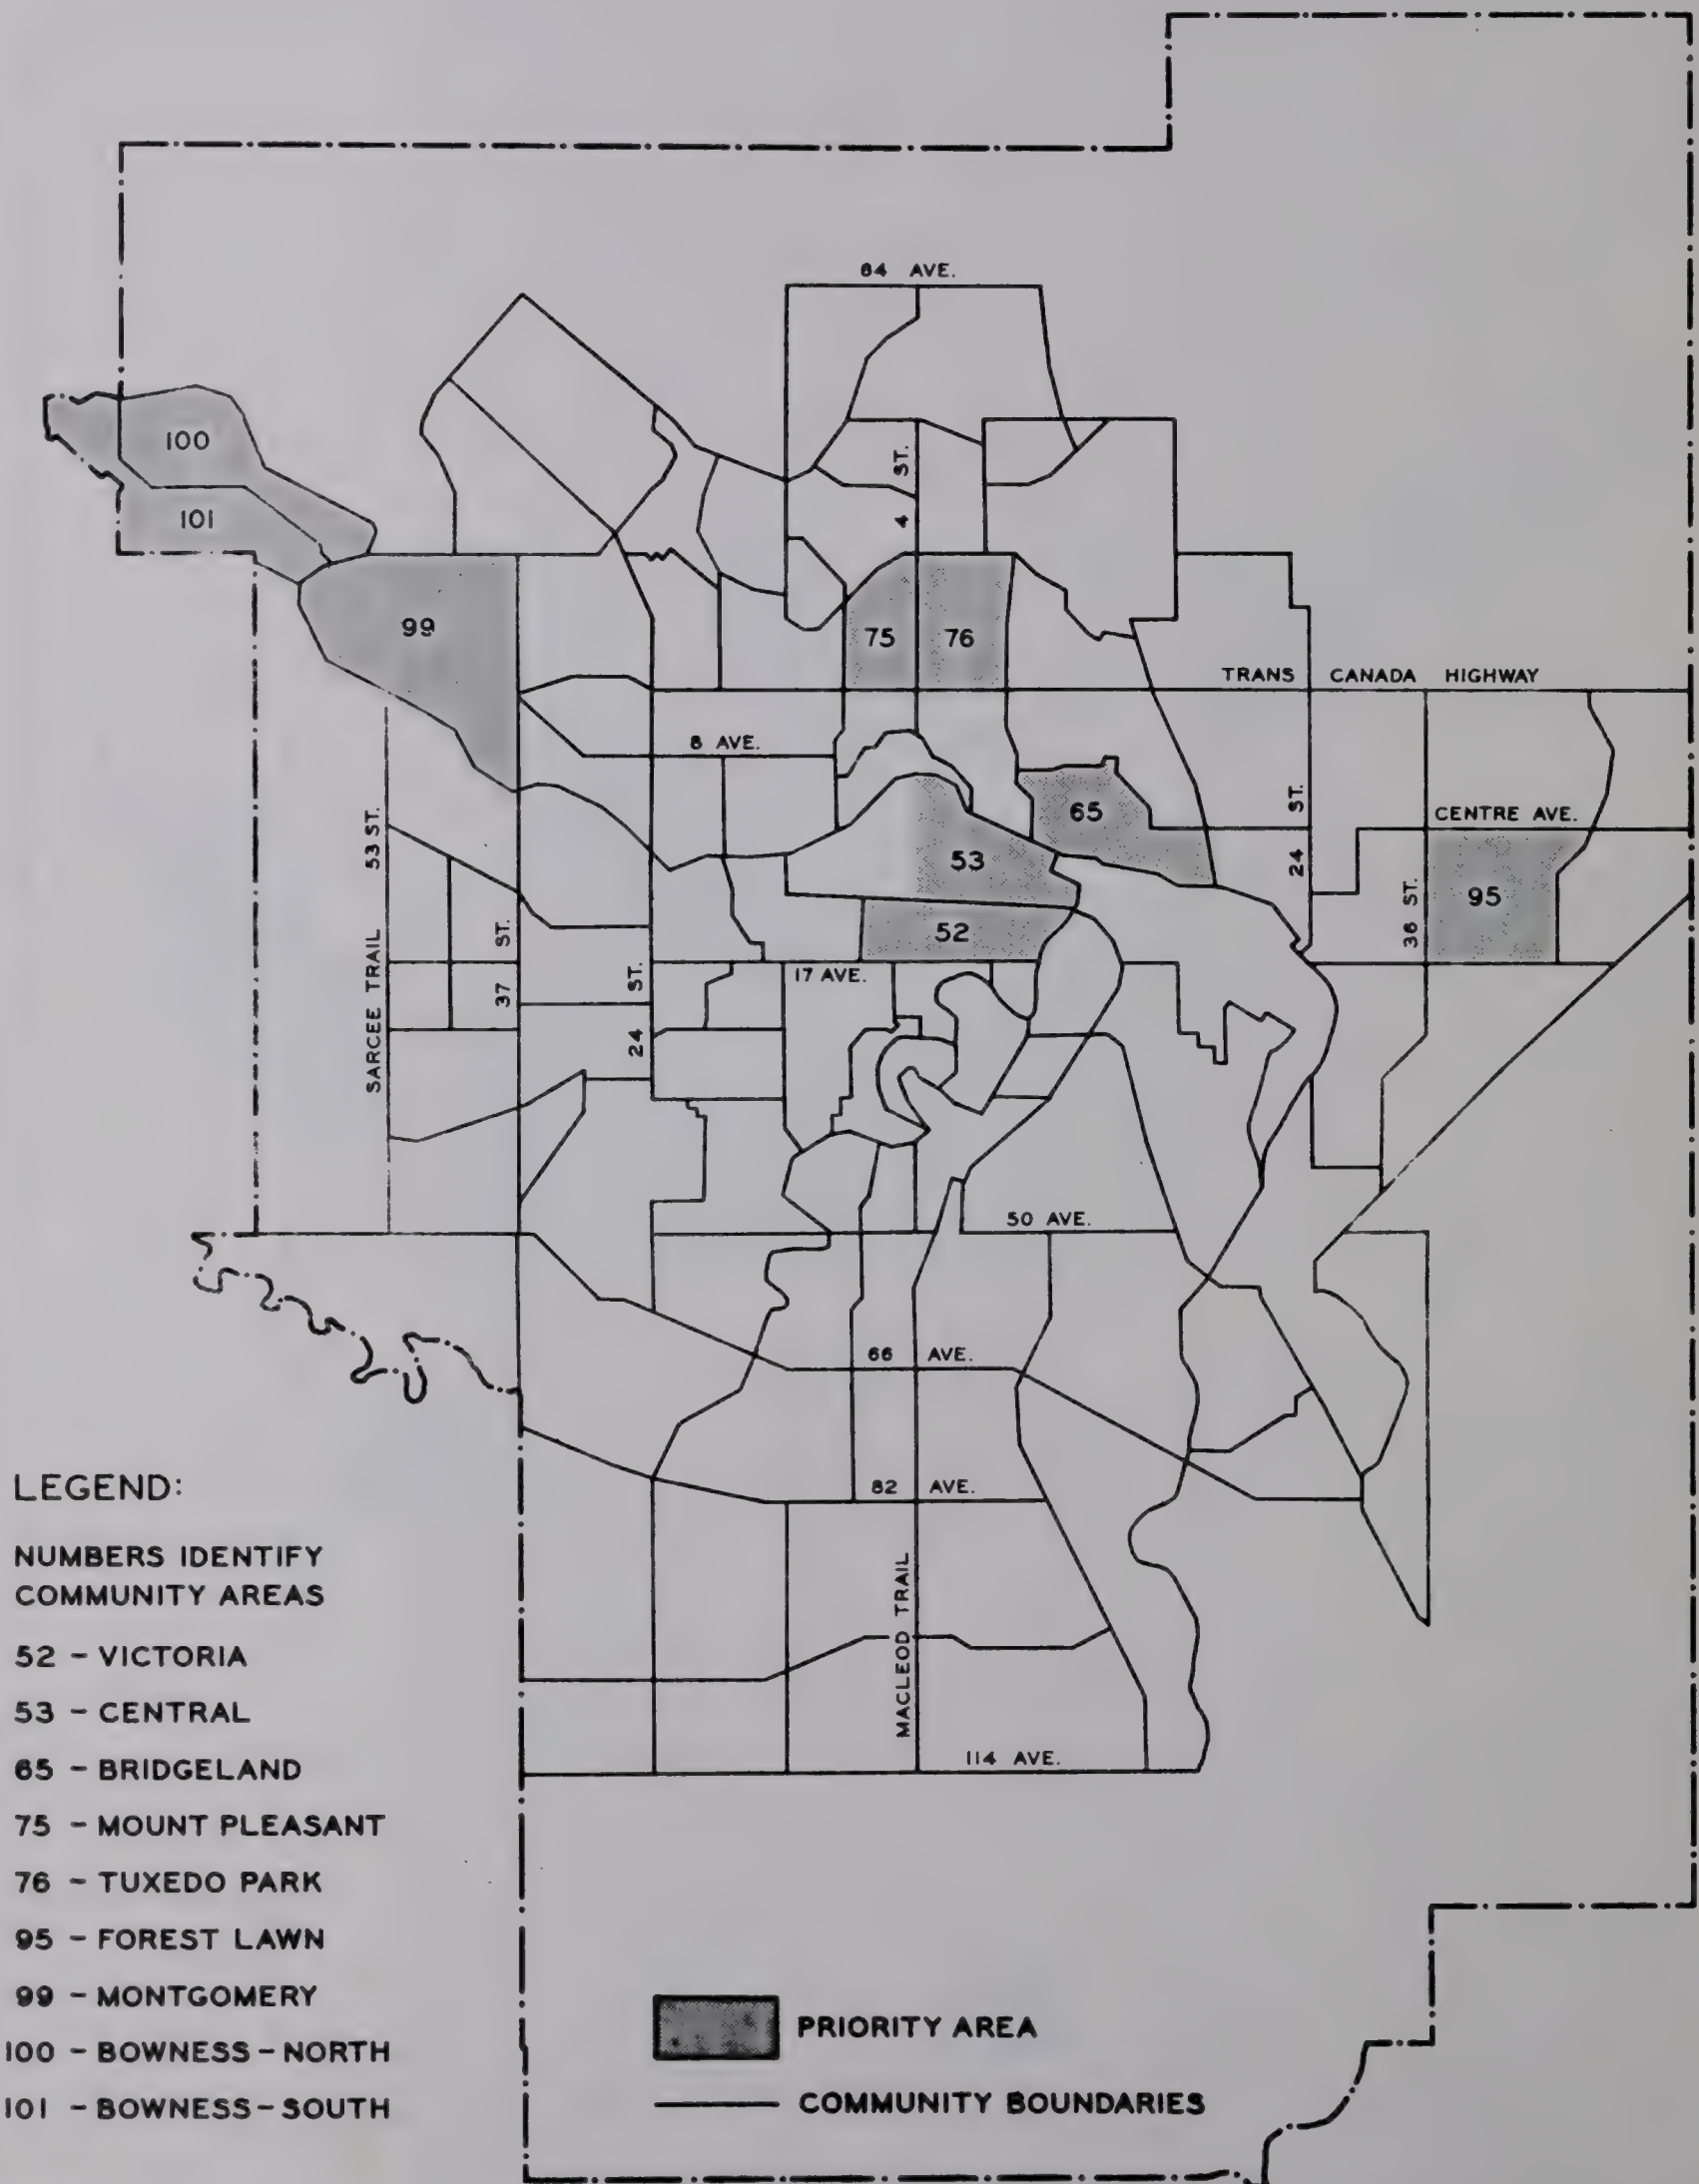 64 AVE.
100
4 ST.
101
99
75
76
TRANS CANADA HIGHWAY
8 AVE.
53 ST.
65
24 ST.
CENTRE AVE.
53
95
36 ST.
52
SARCEE TRAIL
37 ST.
24 ST.
17 AVE.
50 AVE.
66 AVE.
82 AVE.
MACLEOD TRAIL
114 AVE.
LEGEND:
NUMBERS IDENTIFY
COMMUNITY AREAS
52 - VICTORIA
53 - CENTRAL
65 - BRIDGELAND
75 - MOUNT PLEASANT
76 - TUXEDO PARK
95 - FOREST LAWN
99 - MONTGOMERY
100 - BOWNESS - NORTH
101 - BOWNESS - SOUTH
PRIORITY AREA
COMMUNITY BOUNDARIES